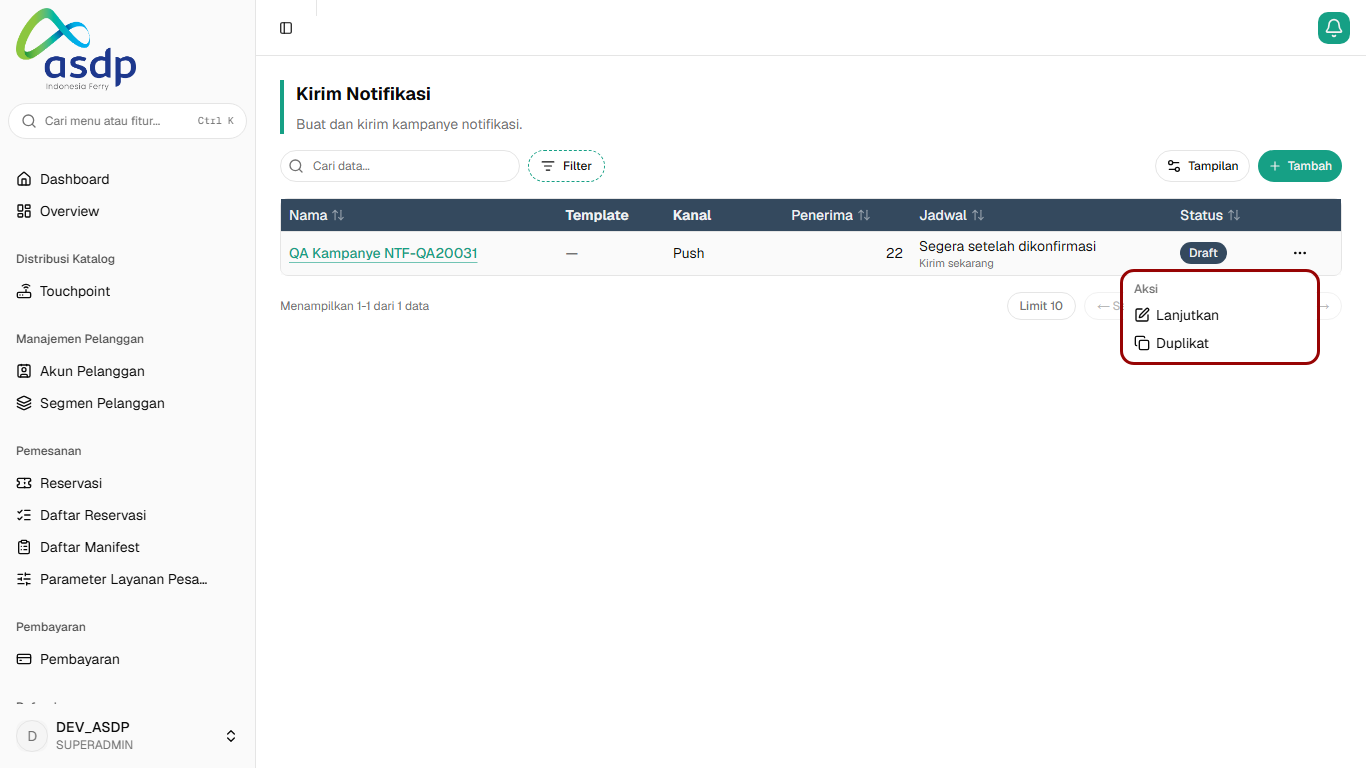 asdp
Indonesia Ferry
Cari menu atau fitur... Ctrl K
Dashboard
Overview
Distribusi Katalog
Touchpoint
Manajemen Pelanggan
Akun Pelanggan
Segmen Pelanggan
Pemesanan
Reservasi
Daftar Reservasi
Daftar Manifest
Parameter Layanan Pesa...
Pembayaran
Pembayaran
D
DEV_ASDP
SUPERADMIN
Kirim Notifikasi
Buat dan kirim kampanye notifikasi.
Cari data... Filter Tampilan Tambah
Nama Template Kanal Penerima Jadwal Status
QA Kampanye NTF-QA20031 — Push 22 Segera setelah dikonfirmasi Draft
Kirim sekarang
Menampilkan 1-1 dari 1 data Limit 10
Aksi
Lanjutkan
Duplikat